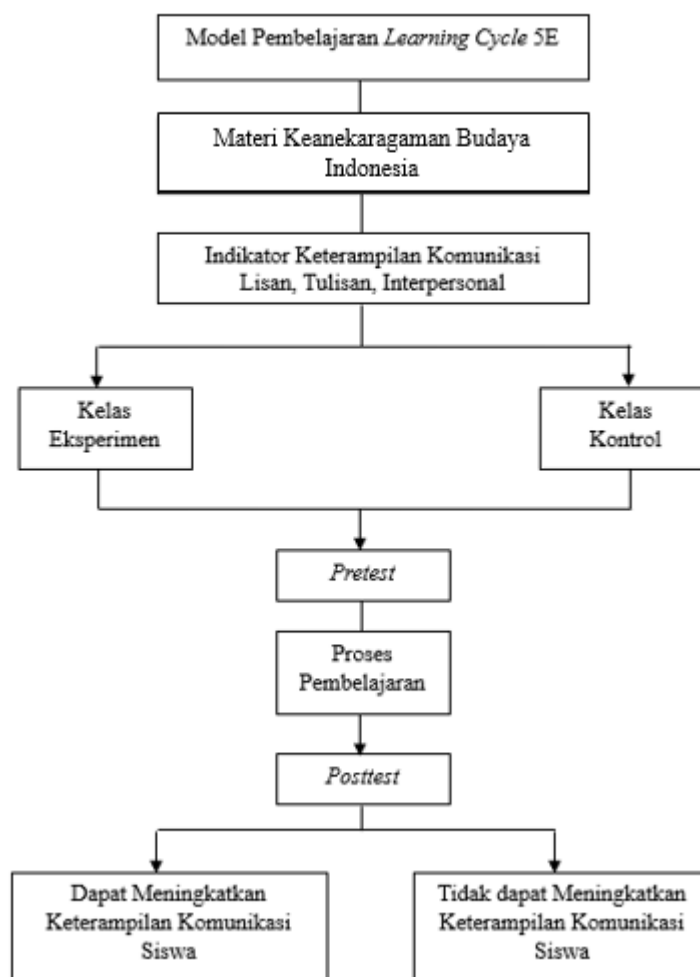 Model Pembelajaran Learning Cycle 5E
Materi Keanekaragaman Budaya
Indonesia
Indikator Keterampilan Komunikasi
Lisan, Tulisan, Interpersonal
Kelas
Eksperimen
Kelas
Kontrol
Pretest
Proses
Pembelajaran
Posttest
Dapat Meningkatkan
Keterampilan Komunikasi
Siswa
Tidak dapat Meningkatkan
Keterampilan Komunikasi
Siswa